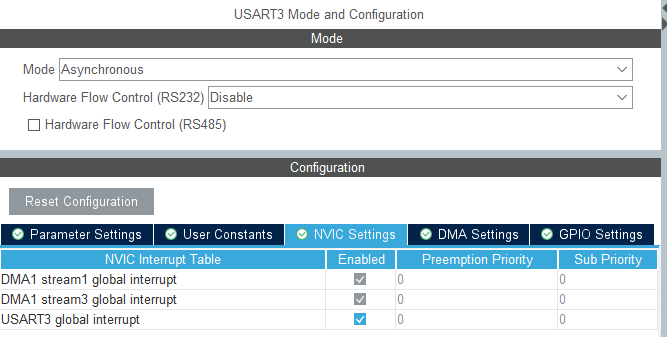 USART3 Mode and Configuration
Mode
Mode Asynchronous
Hardware Flow Control (RS232) Disable
Hardware Flow Control (RS485)
Configuration
Reset Configuration
Parameter Settings User Constants NVIC Settings DMA Settings GPIO Settings
NVIC Interrupt Table Enabled Preemption Priority Sub Priority
DMA1 stream1 global interrupt 0 0
DMA1 stream3 global interrupt 0 0
USART3 global interrupt 0 0